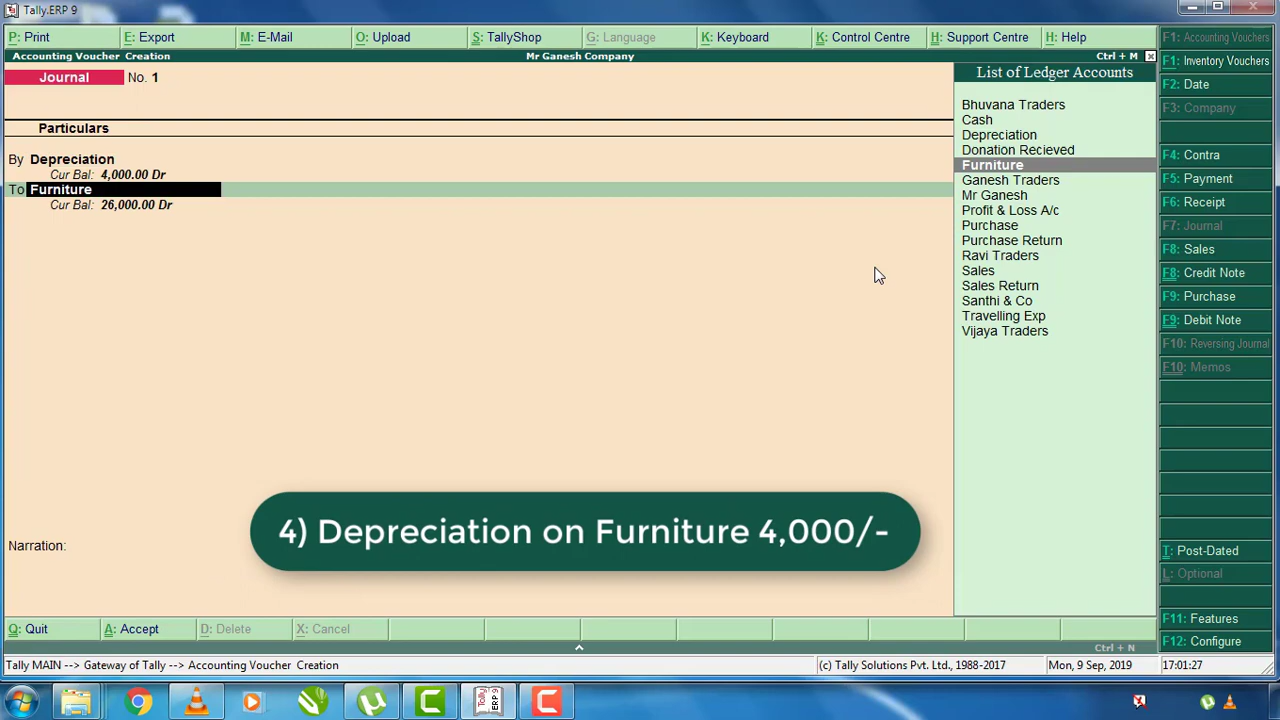 Tally.ERP 9
P: Print
E: Export
M: E-Mail
O: Upload
S: TallyShop
G: Language
K: Keyboard
K: Control Centre
H: Support Centre
H: Help
Accounting Voucher Creation
Mr Ganesh Company
Ctrl + M
Journal No. 1
Particulars
By Depreciation
Cur Bal: 4,000.00 Dr
To Furniture
Cur Bal: 26,000.00 Dr
List of Ledger Accounts
Bhuvana Traders
Cash
Depreciation
Donation Recieved
Furniture
Ganesh Traders
Mr Ganesh
Profit & Loss A/c
Purchase
Purchase Return
Ravi Traders
Sales
Sales Return
Santhi & Co
Travelling Exp
Vijaya Traders
F1: Accounting Vouchers
F1: Inventory Vouchers
F2: Date
F3: Company
F4: Contra
F5: Payment
F6: Receipt
F7: Journal
F8: Sales
F8: Credit Note
F9: Purchase
F9: Debit Note
F10: Reversing Journal
F10: Memos
T: Post-Dated
L: Optional
F11: Features
F12: Configure
4) Depreciation on Furniture 4,000/-
Narration:
Q: Quit
A: Accept
D: Delete
X: Cancel
Ctrl + N
Tally MAIN --> Gateway of Tally --> Accounting Voucher Creation
(c) Tally Solutions Pvt. Ltd., 1988-2017
Mon, 9 Sep, 2019
17:01:27